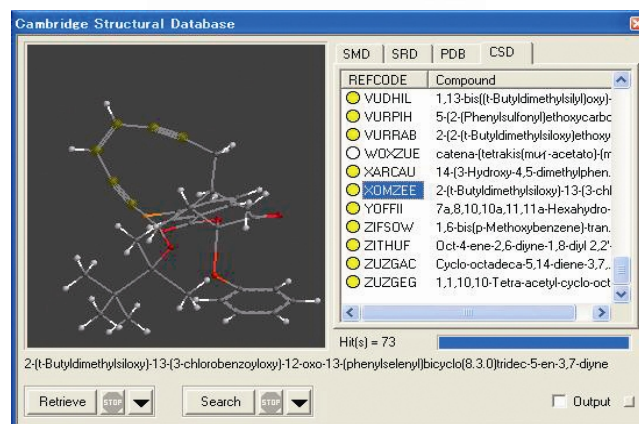 Cambridge Structural Database
SMD SRD PDB CSD
REFCODE Compound
VUDHIL 1,13-bis((t-Butyldimethylsilyl)oxy)-
VURPIH 5-(2-(Phenylsulfonyl)ethoxycarbo
VURRAB 2-(2-(t-Butyldimethylsiloxy)ethoxy
WOXZUE catena-(tetrakis(mur-acetato)-(m
XARCAU 14-(3-Hydroxy-4,5-dimethylphen.
XOMZEE 2-(t-Butyldimethylsiloxy)-13-(3-chl
YOFFII 7a,8,10,10a,11,11a-Hexahydro-
ZIFSOW 1,6-bis(p-Methoxybenzene)-tran.
ZITHUF Oct-4-ene-2,6-diyne-1,8-diyl 2,2'-
ZUZGAC Cyclo-octadeca-5,14-diene-3,7,.
ZUZGEG 1,1,10,10-Tetra-acetyl-cyclo-oct
Hit(s) = 73
2-(t-Butyldimethylsiloxy)-13-(3-chlorobenzoyloxy)-12-oxo-13-(phenylselenyl)bicyclo(8.3.0)tridec-5-en-3,7-diyne
Retrieve STOP Search STOP Output